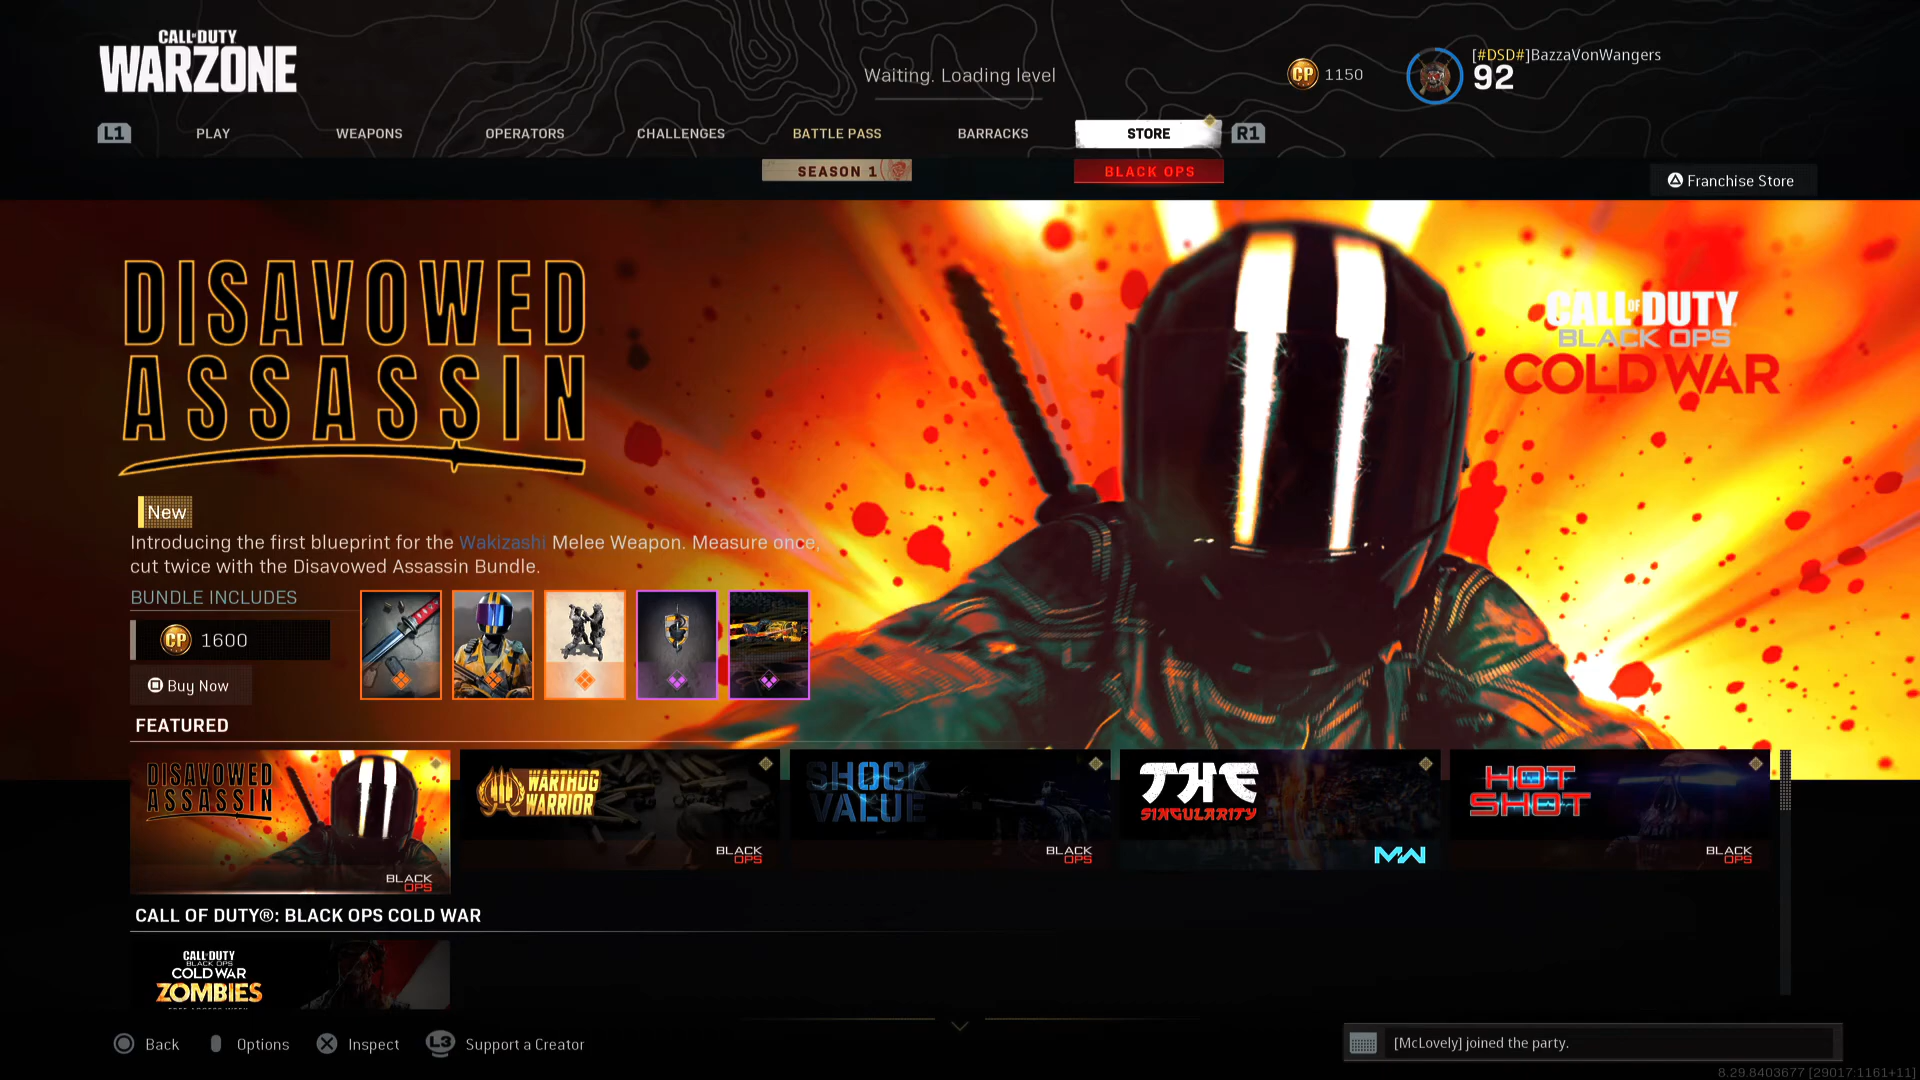 CALL OF DUTY
WARZONE
Waiting. Loading level
CP 1150
[#DSD#]BazzaVonWangers
92
L1 PLAY WEAPONS OPERATORS CHALLENGES BATTLE PASS BARRACKS STORE R1
SEASON 1 BLACK OPS
Franchise Store
DISAVOWED
ASSASSIN
CALL OF DUTY
BLACK OPS
COLD WAR
New
Introducing the first blueprint for the Wakizashi Melee Weapon. Measure once,
cut twice with the Disavowed Assassin Bundle.
BUNDLE INCLUDES
CP 1600
Buy Now
FEATURED
DISAVOWED
ASSASSIN
BLACK
OPS
WARTHOG
WARRIOR
BLACK
OPS
SHOCK
VALUE
BLACK
OPS
THE
SINGULARITY
MW
HOT
SHOT
BLACK
OPS
CALL OF DUTY®: BLACK OPS COLD WAR
CALL OF DUTY
BLACK OPS
COLD WAR
ZOMBIES
Back Options Inspect L3 Support a Creator
[McLovely] joined the party.
8.29.8403677 [29017:1161+11]